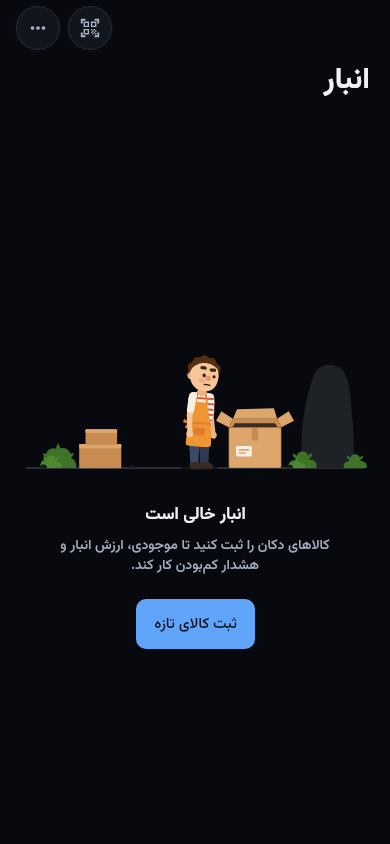 انبار
انبار خالی است
کالاهای دکان را ثبت کنید تا موجودی، ارزش انبار و
هشدار کم‌بودن کار کند.
ثبت کالای تازه